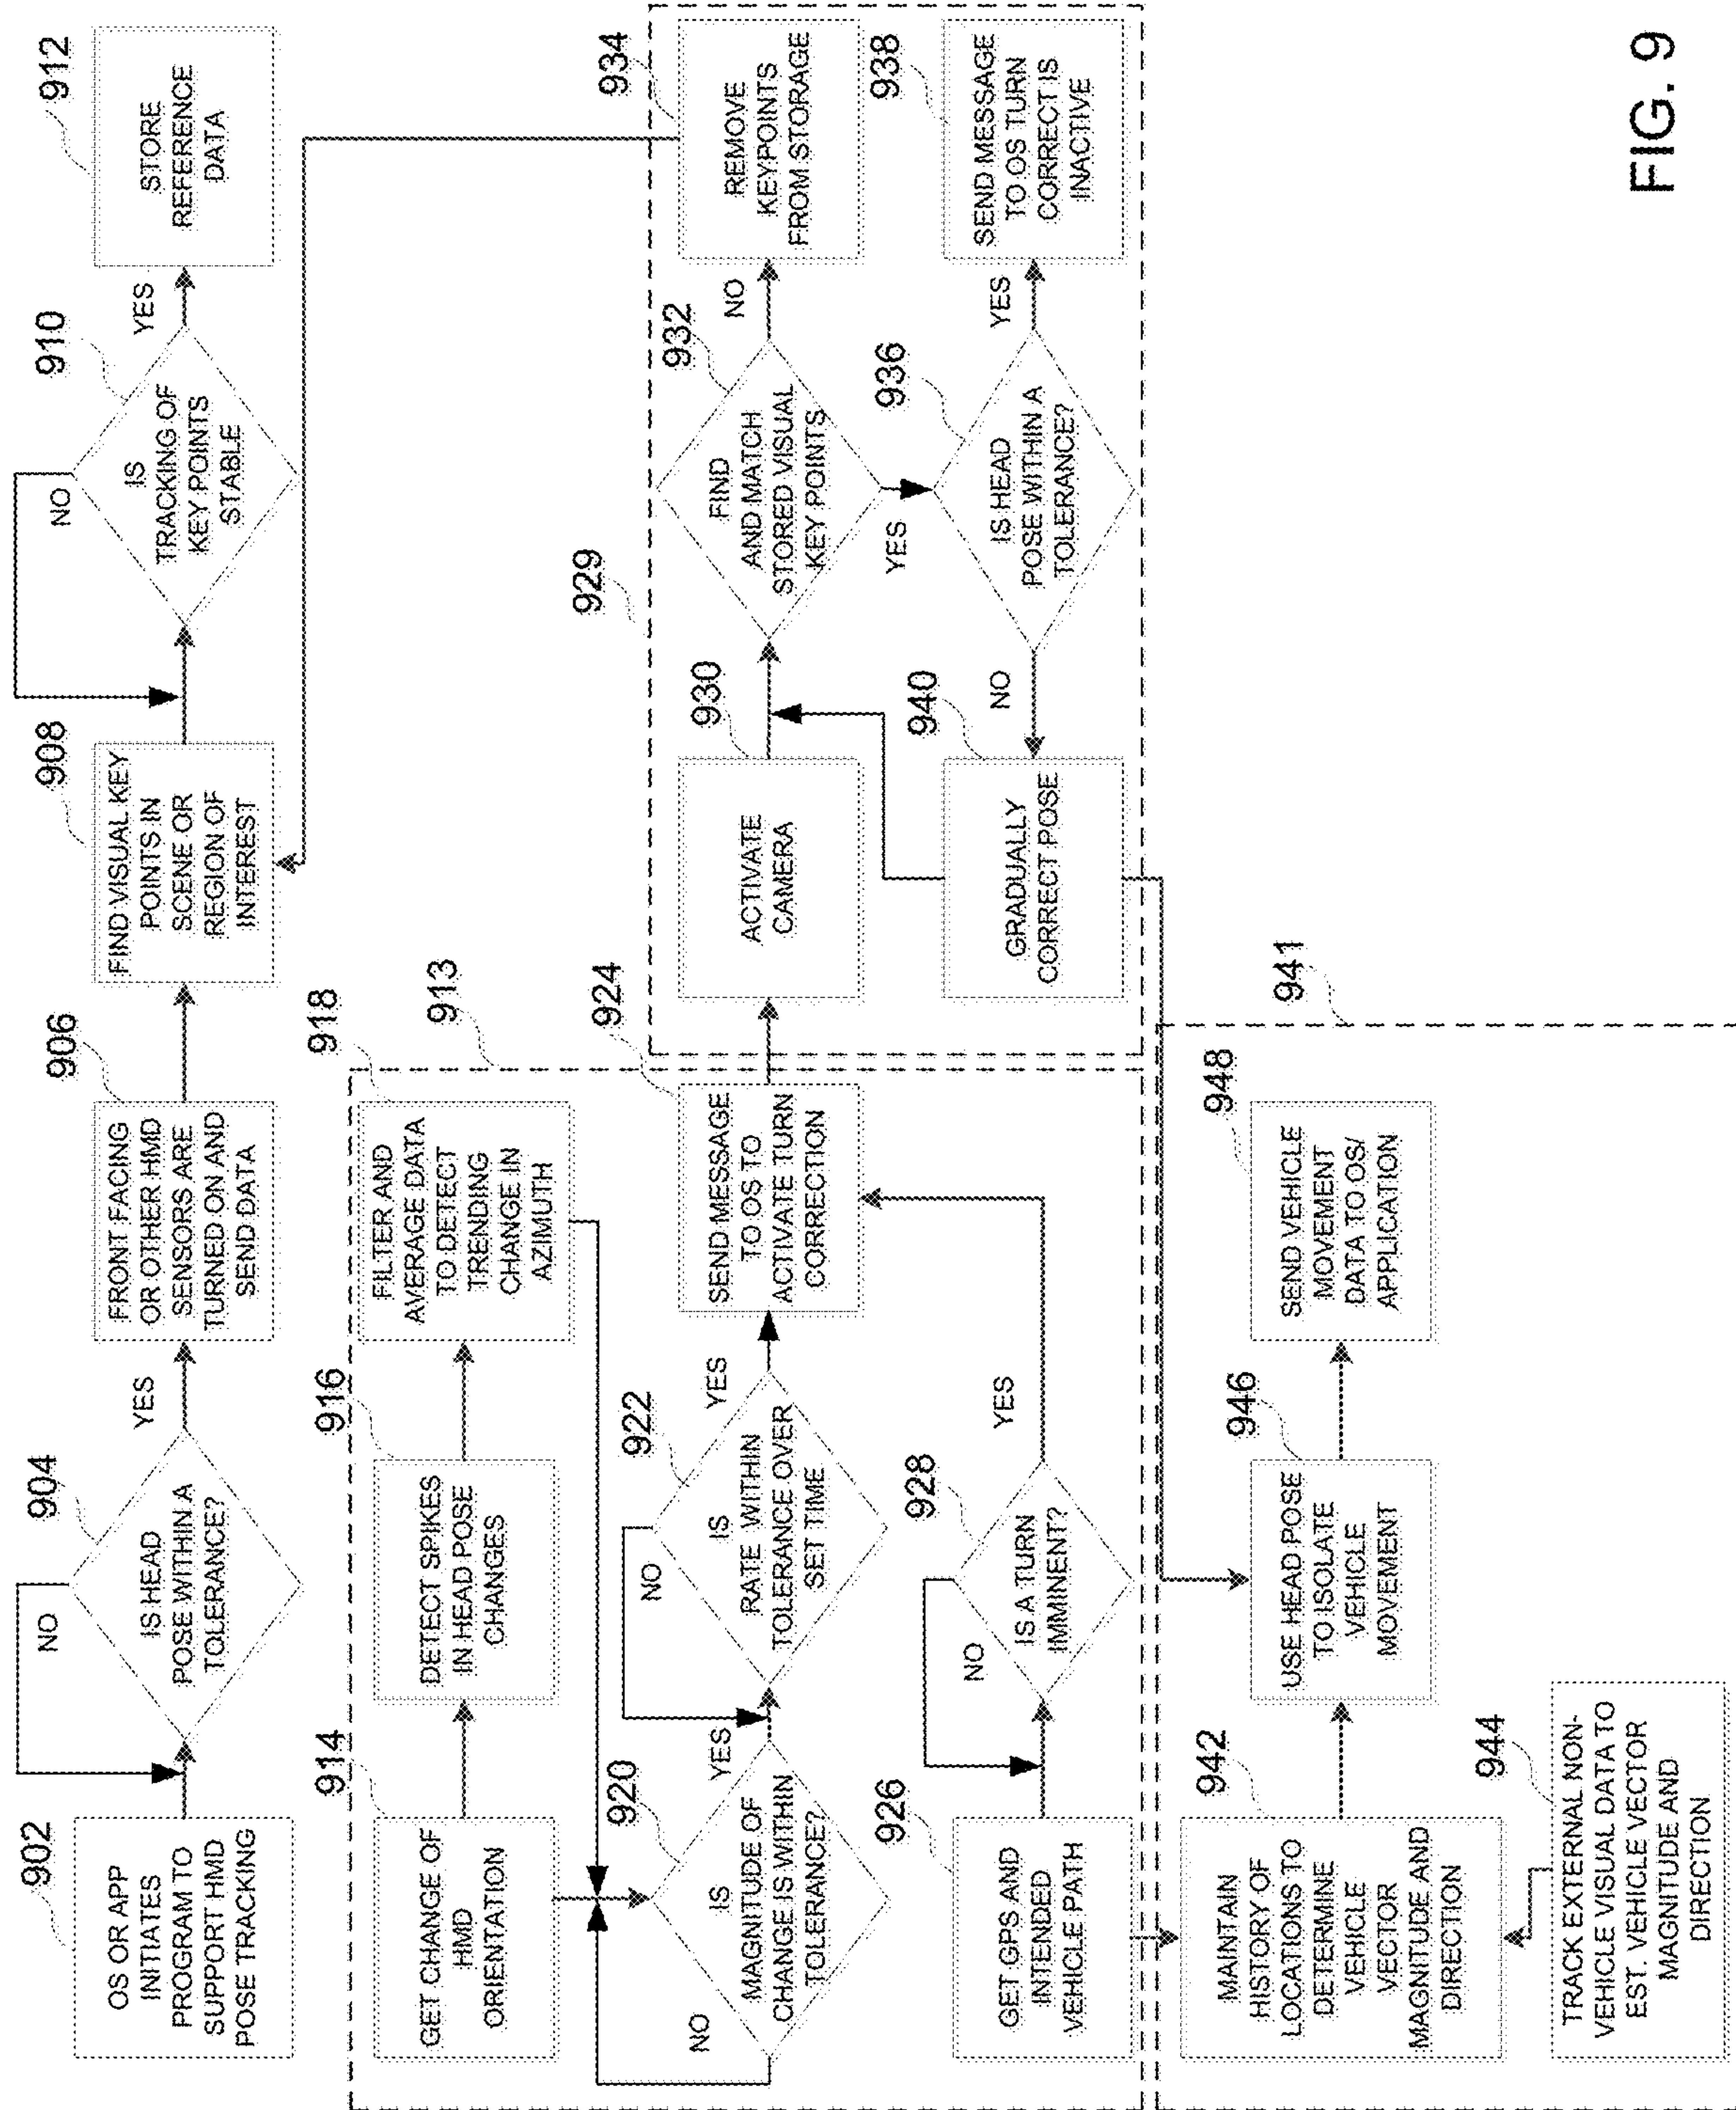 902
OS OR APP
INITIATES
PROGRAM TO
SUPPORT HMD
POSE TRACKING
904
IS HEAD
POSE WITHIN A
TOLERANCE?
NO
YES
906
FRONT FACING
OR OTHER HMD
SENSORS ARE
TURNED ON AND
SEND DATA
908
FIND VISUAL KEY
POINTS IN
SCENE OR
REGION OF
INTEREST
910
IS
TRACKING OF
KEY POINTS
STABLE
NO
YES
912
STORE
REFERENCE
DATA
913
914
GET CHANGE OF
HMD
ORIENTATION
916
DETECT SPIKES
IN HEAD POSE
CHANGES
918
FILTER AND
AVERAGE DATA
TO DETECT
TRENDING
CHANGE IN
AZIMUTH
920
IS
MAGNITUDE OF
CHANGE IS WITHIN
TOLERANCE?
NO
YES
922
IS
RATE WITHIN
TOLERANCE OVER
SET TIME
NO
YES
924
SEND MESSAGE
TO OS TO
ACTIVATE TURN
CORRECTION
926
GET GPS AND
INTENDED
VEHICLE PATH
928
IS A TURN
IMMINENT?
NO
YES
929
930
ACTIVATE
CAMERA
932
FIND
AND MATCH
STORED VISUAL
KEY POINTS
NO
YES
934
REMOVE
KEYPOINTS
FROM STORAGE
936
IS HEAD
POSE WITHIN A
TOLERANCE?
YES
NO
938
SEND MESSAGE
TO OS TURN
CORRECT IS
INACTIVE
940
GRADUALLY
CORRECT POSE
941
942
MAINTAIN
HISTORY OF
LOCATIONS TO
DETERMINE
VEHICLE
VECTOR
MAGNITUDE AND
DIRECTION
944
TRACK EXTERNAL NON-
VEHICLE VISUAL DATA TO
EST. VEHICLE VECTOR
MAGNITUDE AND
DIRECTION
946
USE HEAD POSE
TO ISOLATE
VEHICLE
MOVEMENT
948
SEND VEHICLE
MOVEMENT
DATA TO OS/
APPLICATION
FIG. 9